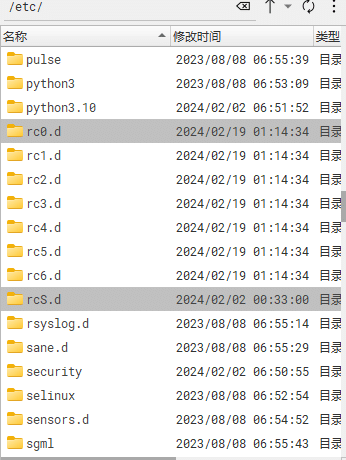 /etc/
名称 修改时间 类型
pulse 2023/08/08 06:55:39 目录
python3 2023/08/08 06:53:09 目录
python3.10 2024/02/02 06:51:52 目录
rc0.d 2024/02/19 01:14:34 目录
rc1.d 2024/02/19 01:14:34 目录
rc2.d 2024/02/19 01:14:34 目录
rc3.d 2024/02/19 01:14:34 目录
rc4.d 2024/02/19 01:14:34 目录
rc5.d 2024/02/19 01:14:34 目录
rc6.d 2024/02/19 01:14:34 目录
rcS.d 2024/02/02 00:33:00 目录
rsyslog.d 2023/08/08 06:55:14 目录
sane.d 2023/08/08 06:55:29 目录
security 2024/02/02 06:50:55 目录
selinux 2023/08/08 06:52:54 目录
sensors.d 2023/08/08 06:54:52 目录
sgml 2023/08/08 06:55:43 目录